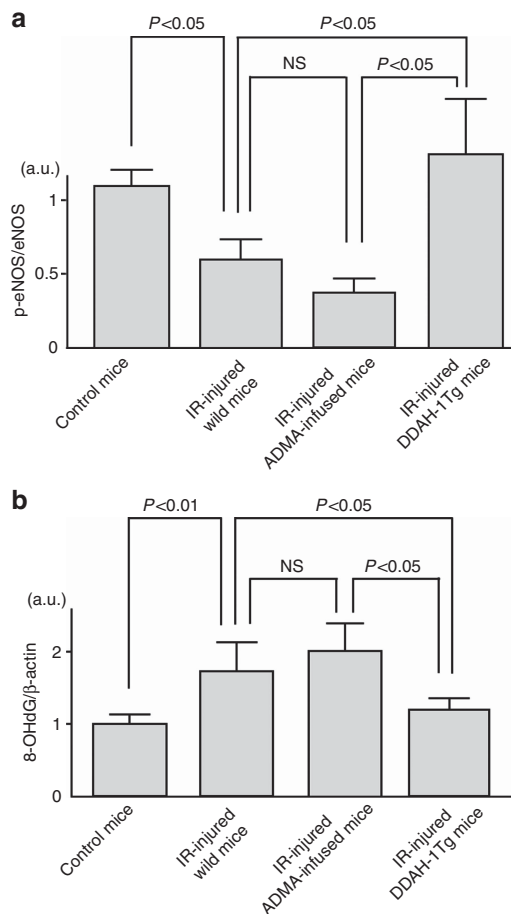 a
P<0.05
P<0.05
NS
P<0.05
(a.u.)
p-eNOS/eNOS
1
0.5
0
Control mice
IR-injured
wild mice
IR-injured
ADMA-infused mice
IR-injured
DDAH-1Tg mice
b
P<0.01
P<0.05
NS
P<0.05
(a.u.)
8-OHdG/β-actin
2
1
0
Control mice
IR-injured
wild mice
IR-injured
ADMA-infused mice
IR-injured
DDAH-1Tg mice